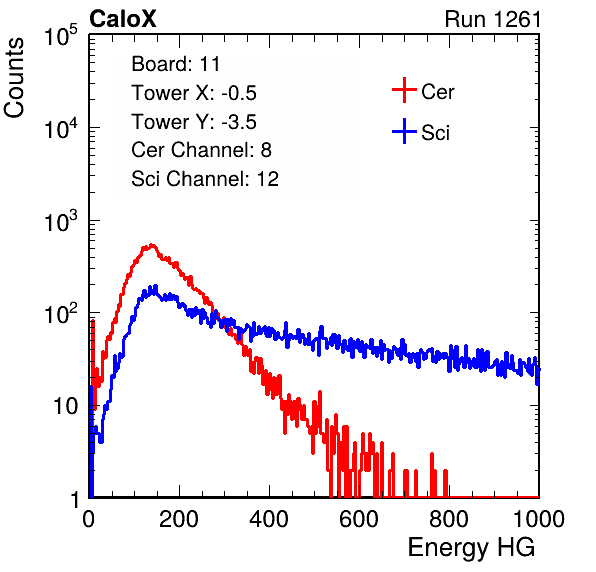 CaloX Run 1261
Counts
Board: 11
Tower X: -0.5
Tower Y: -3.5
Cer Channel: 8
Sci Channel: 12
Cer
Sci
10^5
10^4
10^3
10^2
10
1
0 200 400 600 800 1000
Energy HG